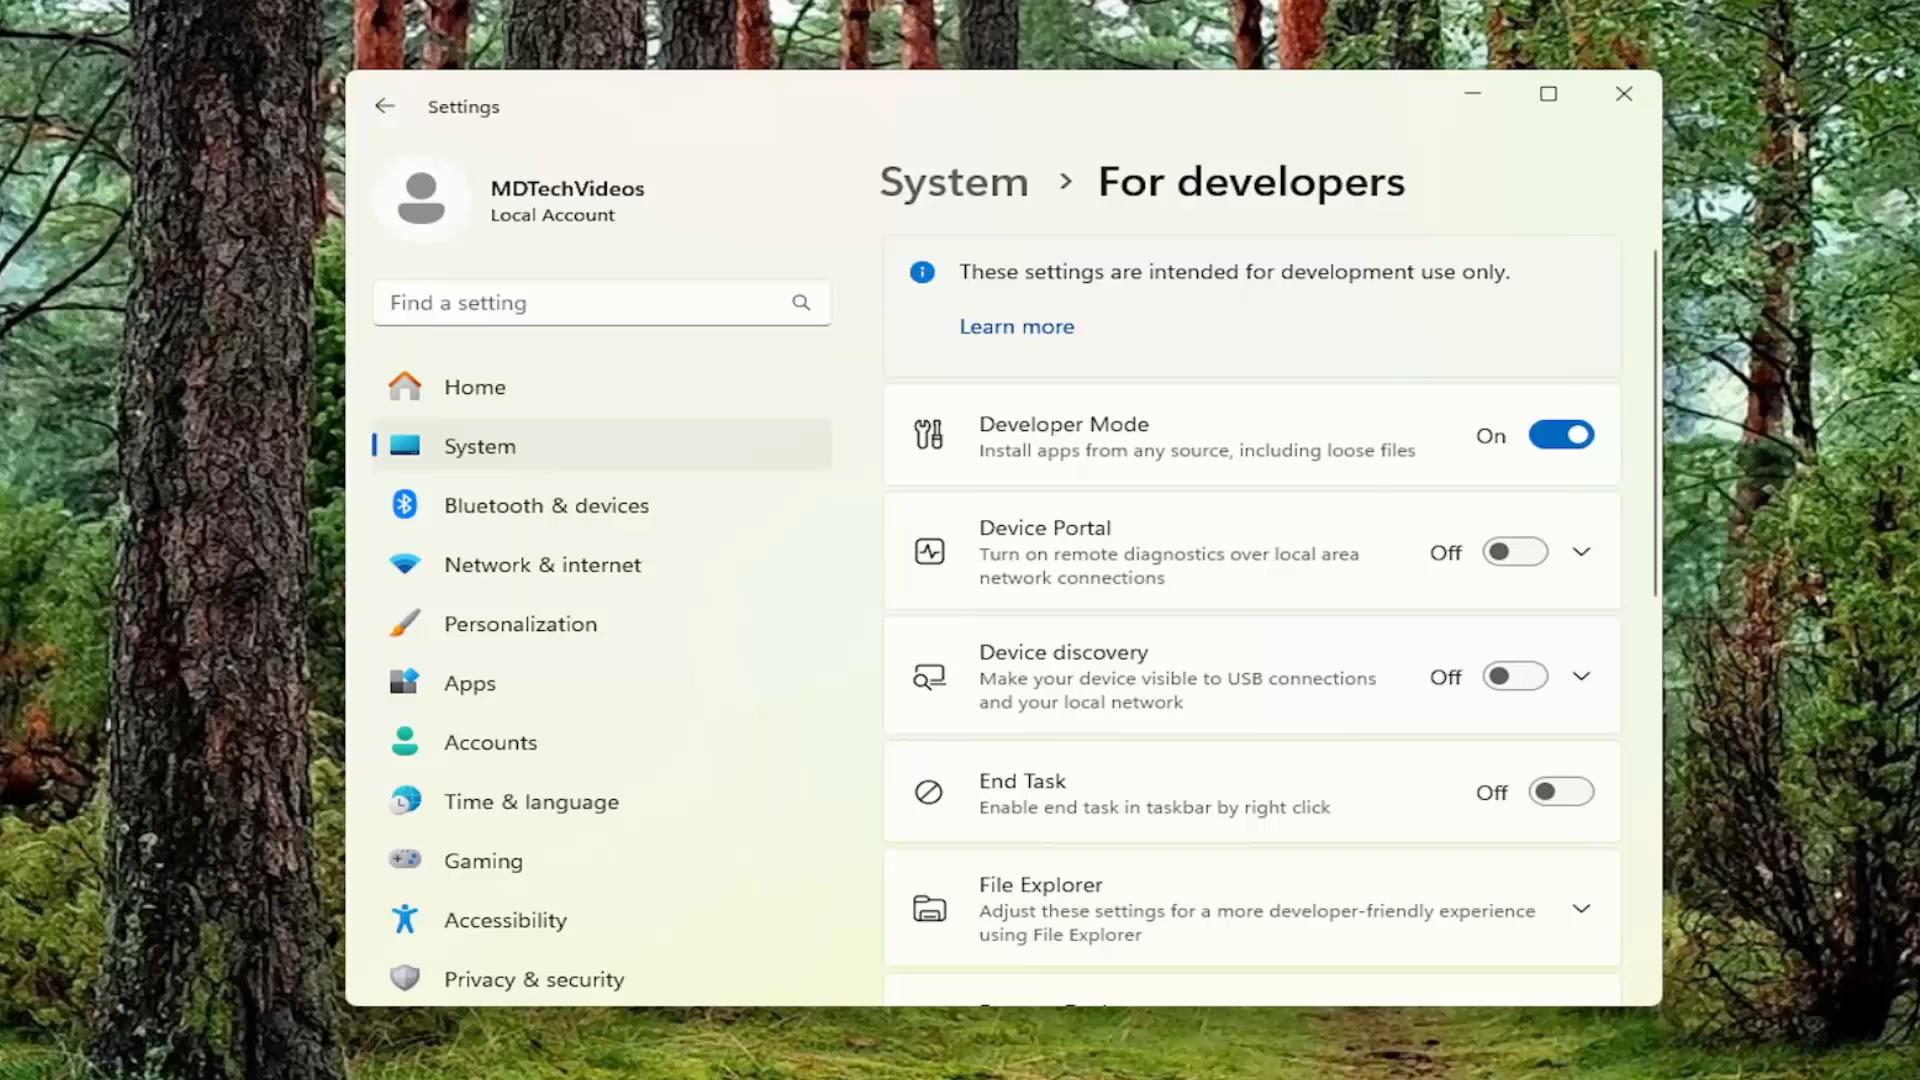 Settings
MDTechVideos
Local Account
Find a setting
Home
System
Bluetooth & devices
Network & internet
Personalization
Apps
Accounts
Time & language
Gaming
Accessibility
Privacy & security
System > For developers
These settings are intended for development use only.
Learn more
Developer Mode
Install apps from any source, including loose files
On
Device Portal
Turn on remote diagnostics over local area
network connections
Off
Device discovery
Make your device visible to USB connections
and your local network
Off
End Task
Enable end task in taskbar by right click
Off
File Explorer
Adjust these settings for a more developer-friendly experience
using File Explorer